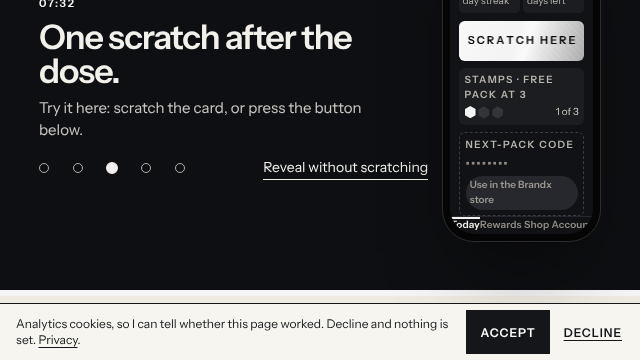 07:32
One scratch after the
dose.
Try it here: scratch the card, or press the button
below.
Reveal without scratching
day streak
days left
SCRATCH HERE
STAMPS · FREE
PACK AT 3
1 of 3
NEXT-PACK CODE
Use in the Brandx
store
oday Rewards Shop Accoun
Analytics cookies, so I can tell whether this page worked. Decline and nothing is
set. Privacy.
ACCEPT
DECLINE